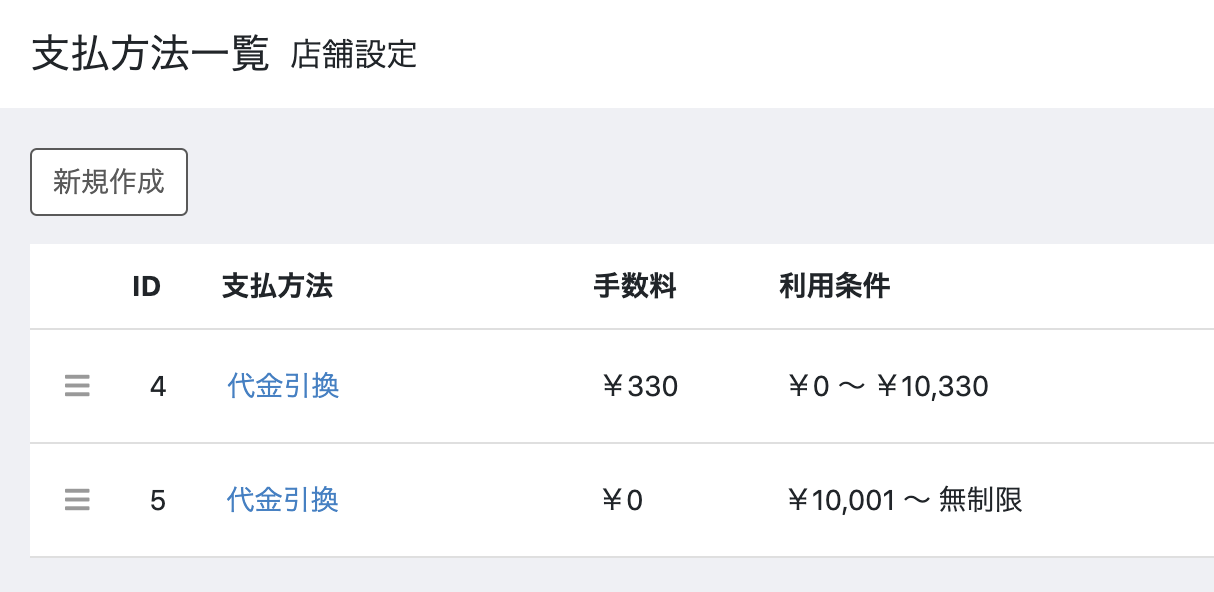 支払方法一覧 店舗設定
新規作成
ID 支払方法 手数料 利用条件
4 代金引換 ￥330 ￥0 〜 ￥10,330
5 代金引換 ￥0 ￥10,001 〜 無制限